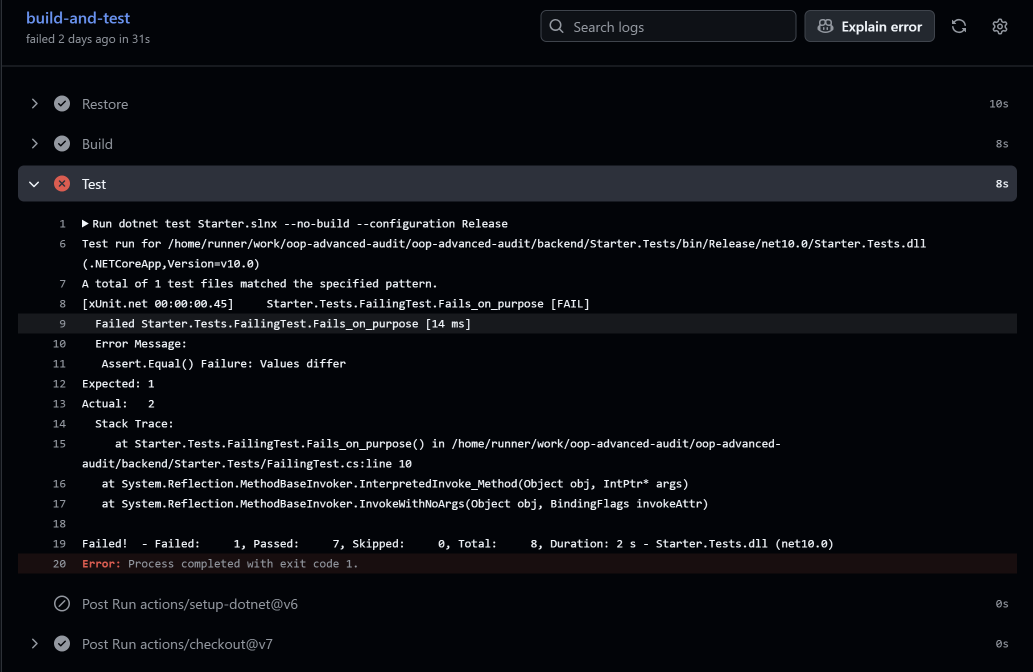 build-and-test
failed 2 days ago in 31s
Search logs
Explain error
Restore
10s
Build
8s
Test
8s
1 Run dotnet test Starter.slnx --no-build --configuration Release
6 Test run for /home/runner/work/oop-advanced-audit/oop-advanced-audit/backend/Starter.Tests/bin/Release/net10.0/Starter.Tests.dll
(.NETCoreApp,Version=v10.0)
7 A total of 1 test files matched the specified pattern.
8 [xUnit.net 00:00:00.45]     Starter.Tests.FailingTest.Fails_on_purpose [FAIL]
9   Failed Starter.Tests.FailingTest.Fails_on_purpose [14 ms]
10   Error Message:
11    Assert.Equal() Failure: Values differ
12 Expected: 1
13 Actual:   2
14   Stack Trace:
15      at Starter.Tests.FailingTest.Fails_on_purpose() in /home/runner/work/oop-advanced-audit/oop-advanced-
audit/backend/Starter.Tests/FailingTest.cs:line 10
16    at System.Reflection.MethodBaseInvoker.InterpretedInvoke_Method(Object obj, IntPtr* args)
17    at System.Reflection.MethodBaseInvoker.InvokeWithNoArgs(Object obj, BindingFlags invokeAttr)
18
19 Failed!  - Failed:     1, Passed:     7, Skipped:     0, Total:     8, Duration: 2 s - Starter.Tests.dll (net10.0)
20 Error: Process completed with exit code 1.
Post Run actions/setup-dotnet@v6
0s
Post Run actions/checkout@v7
0s